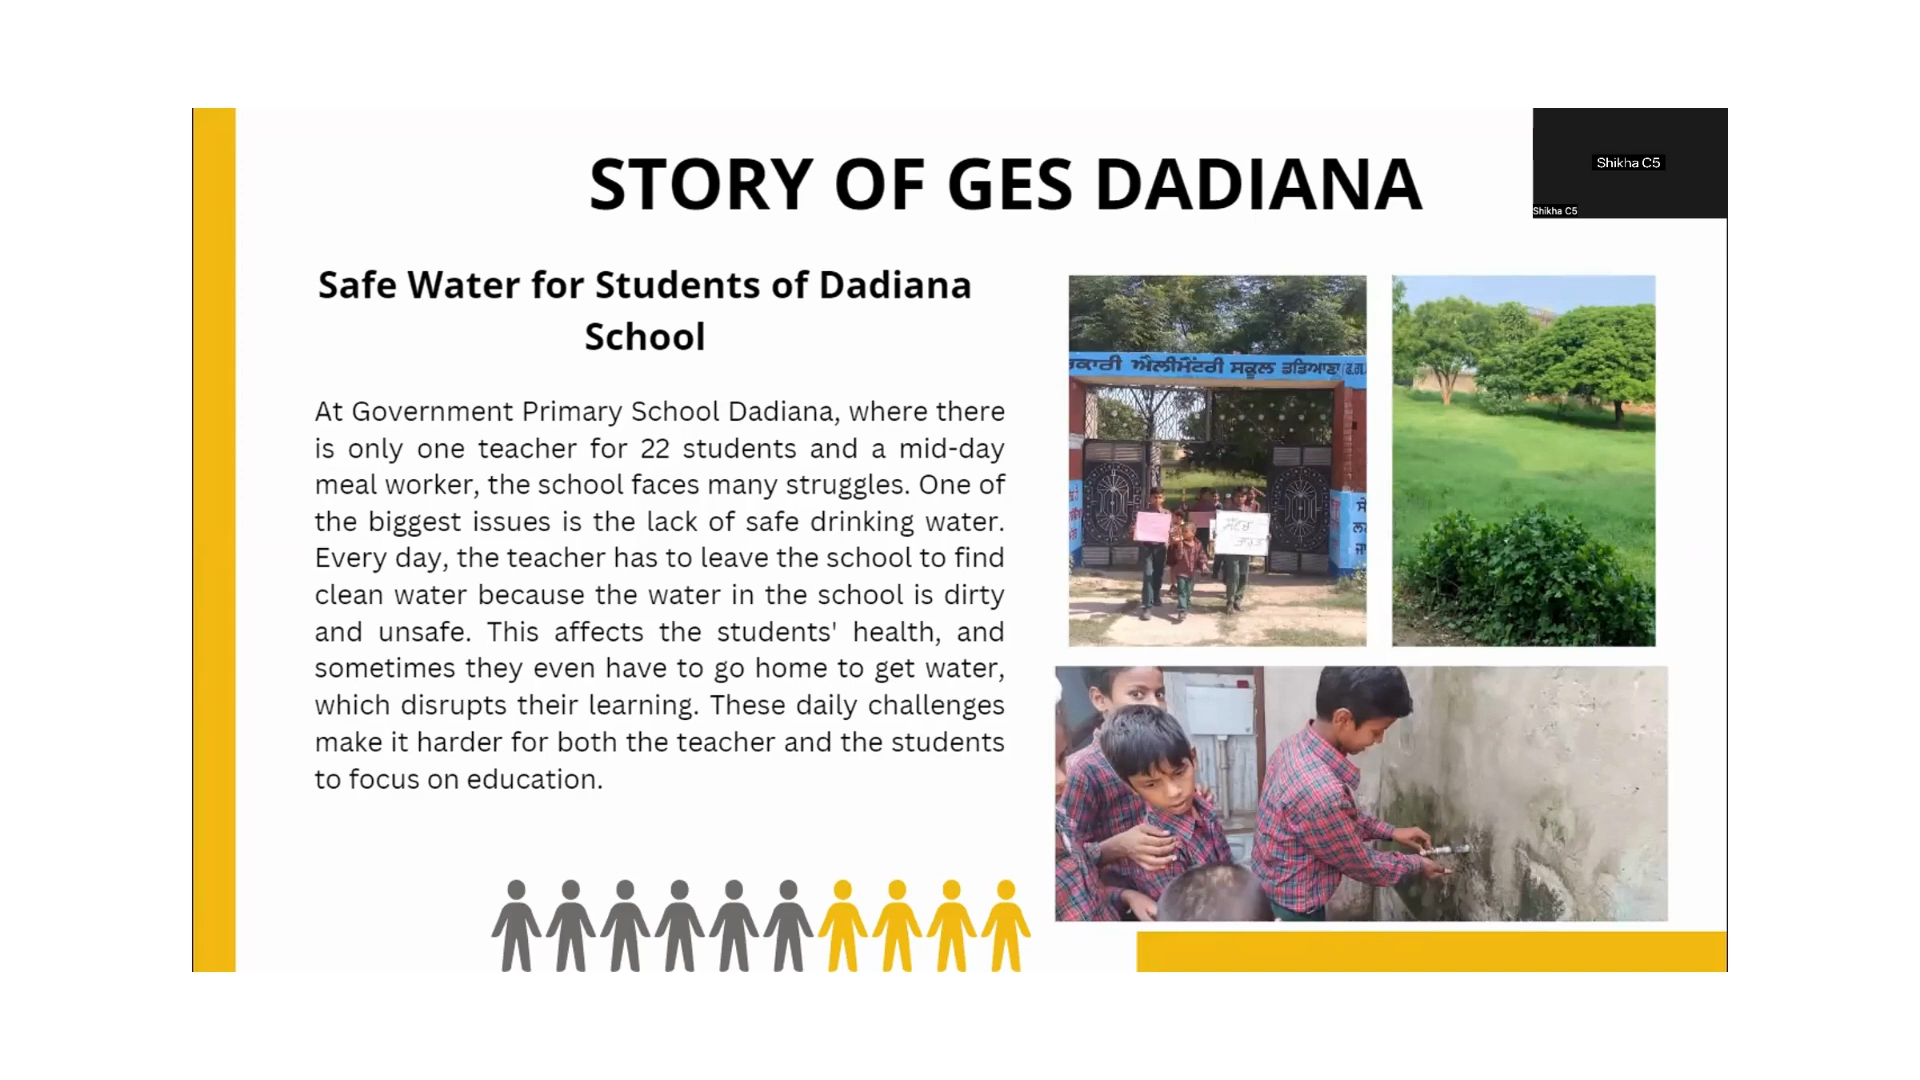 STORY OF GES DADIANA
Shikha C5
Shikha C5
Safe Water for Students of Dadiana
School
At Government Primary School Dadiana, where there
is only one teacher for 22 students and a mid-day
meal worker, the school faces many struggles. One of
the biggest issues is the lack of safe drinking water.
Every day, the teacher has to leave the school to find
clean water because the water in the school is dirty
and unsafe. This affects the students' health, and
sometimes they even have to go home to get water,
which disrupts their learning. These daily challenges
make it harder for both the teacher and the students
to focus on education.
ਕਾਰੀ ਐਲੀਮੈਂਟਰੀ ਸਕੂਲ ਡਡਿਆਣਾ